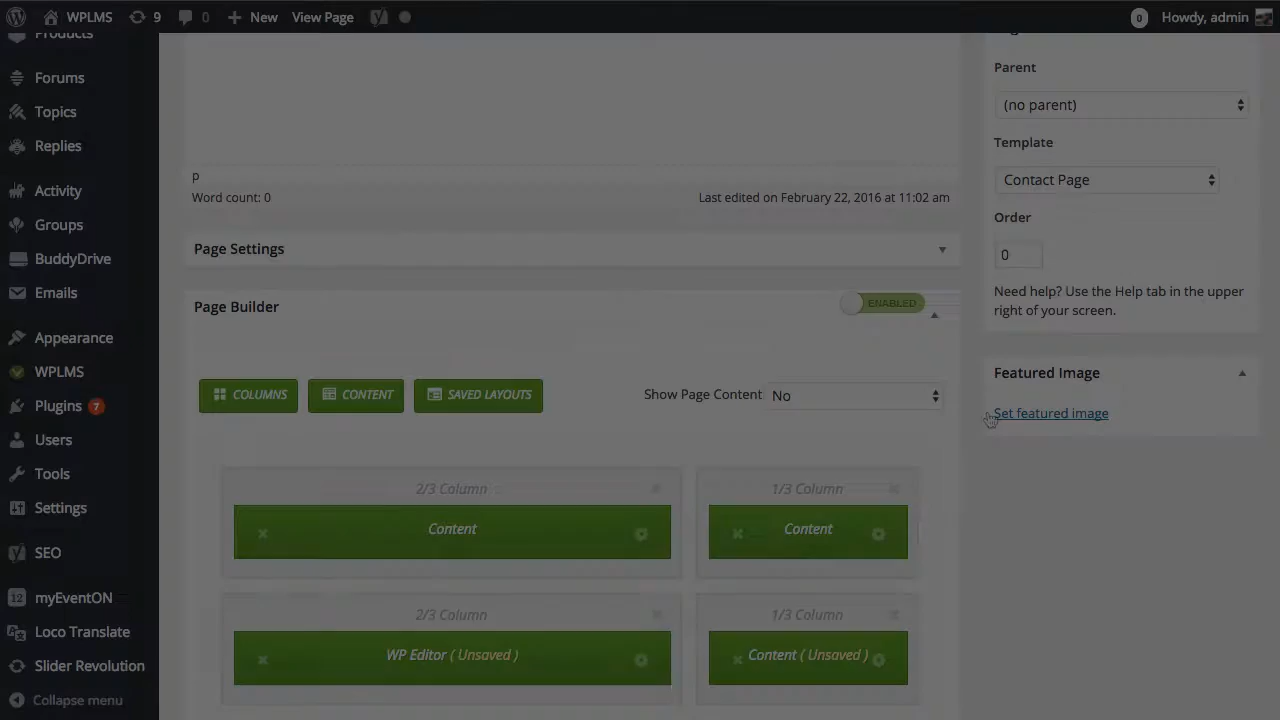 WPLMS 9 0 New View Page 0 Howdy, admin
Products
Forums
Topics
Replies
Activity
Groups
BuddyDrive
Emails
Appearance
WPLMS
Plugins 7
Users
Tools
Settings
SEO
12 myEventON
Loco Translate
Slider Revolution
Collapse menu
p
Word count: 0
Last edited on February 22, 2016 at 11:02 am
Page Settings
Page Builder
ENABLED
COLUMNS
CONTENT
SAVED LAYOUTS
Show Page Content
No
2/3 Column
1/3 Column
Content
Content
2/3 Column
1/3 Column
WP Editor ( Unsaved )
Content ( Unsaved )
Parent
(no parent)
Template
Contact Page
Order
0
Need help? Use the Help tab in the upper
right of your screen.
Featured Image
Set featured image